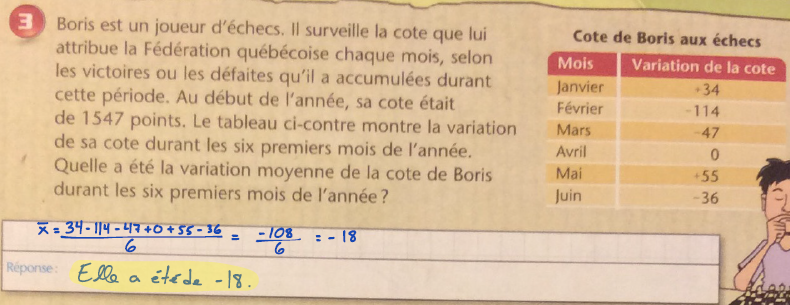 3 Boris est un joueur d'échecs. Il surveille la cote que lui
attribue la Fédération québécoise chaque mois, selon
les victoires ou les défaites qu'il a accumulées durant
cette période. Au début de l'année, sa cote était
de 1547 points. Le tableau ci-contre montre la variation
de sa cote durant les six premiers mois de l'année.
Quelle a été la variation moyenne de la cote de Boris
durant les six premiers mois de l'année ?
Cote de Boris aux échecs
Mois Variation de la cote
Janvier +34
Février -114
Mars -47
Avril 0
Mai +55
Juin -36
x̄ = 34-114-47+0+55-36 / 6 = -108 / 6 = -18
Réponse : Elle a été de -18.